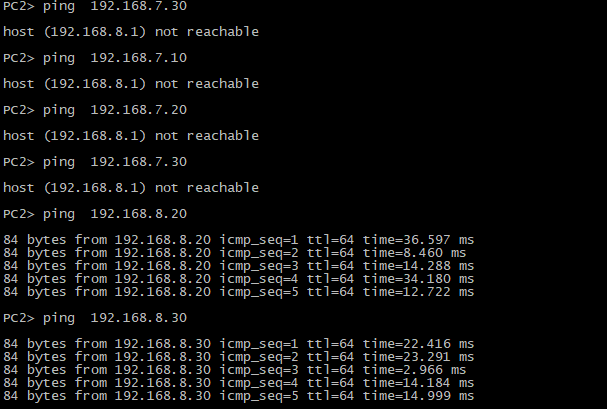 PC2> ping  192.168.7.30
host (192.168.8.1) not reachable
PC2> ping  192.168.7.10
host (192.168.8.1) not reachable
PC2> ping  192.168.7.20
host (192.168.8.1) not reachable
PC2> ping  192.168.7.30
host (192.168.8.1) not reachable
PC2> ping  192.168.8.20
84 bytes from 192.168.8.20 icmp_seq=1 ttl=64 time=36.597 ms
84 bytes from 192.168.8.20 icmp_seq=2 ttl=64 time=8.460 ms
84 bytes from 192.168.8.20 icmp_seq=3 ttl=64 time=14.288 ms
84 bytes from 192.168.8.20 icmp_seq=4 ttl=64 time=34.180 ms
84 bytes from 192.168.8.20 icmp_seq=5 ttl=64 time=12.722 ms
PC2> ping  192.168.8.30
84 bytes from 192.168.8.30 icmp_seq=1 ttl=64 time=22.416 ms
84 bytes from 192.168.8.30 icmp_seq=2 ttl=64 time=23.291 ms
84 bytes from 192.168.8.30 icmp_seq=3 ttl=64 time=2.966 ms
84 bytes from 192.168.8.30 icmp_seq=4 ttl=64 time=14.184 ms
84 bytes from 192.168.8.30 icmp_seq=5 ttl=64 time=14.999 ms